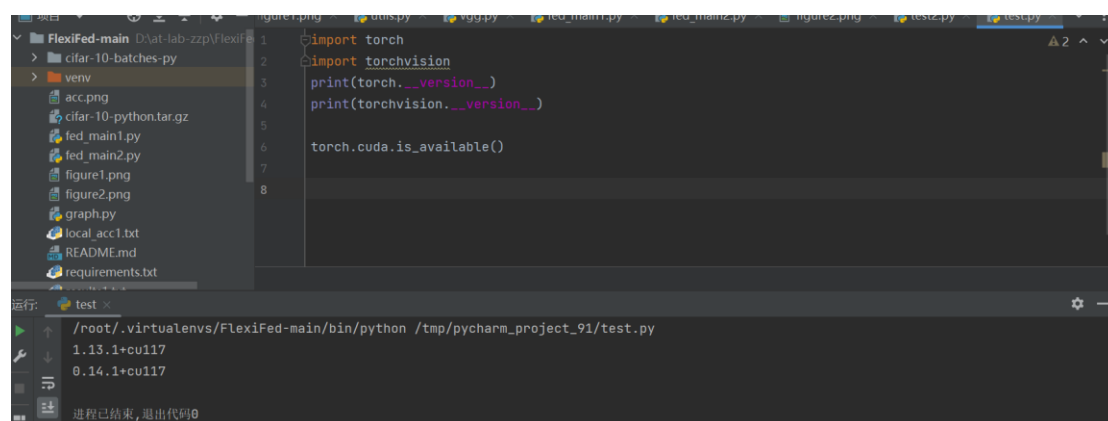 项目
figure1.png × utils.py × vgg.py × fed_main1.py × fed_main2.py × figure2.png × test2.py × test.py ×
FlexiFed-main D:\at-lab-zzp\FlexiFe
cifar-10-batches-py
venv
acc.png
cifar-10-python.tar.gz
fed_main1.py
fed_main2.py
figure1.png
figure2.png
graph.py
local_acc1.txt
README.md
requirements.txt
1 import torch
2 import torchvision
3 print(torch.__version__)
4 print(torchvision.__version__)
5
6 torch.cuda.is_available()
7
8
2
运行: test ×
/root/.virtualenvs/FlexiFed-main/bin/python /tmp/pycharm_project_91/test.py
1.13.1+cu117
0.14.1+cu117
进程已结束,退出代码0